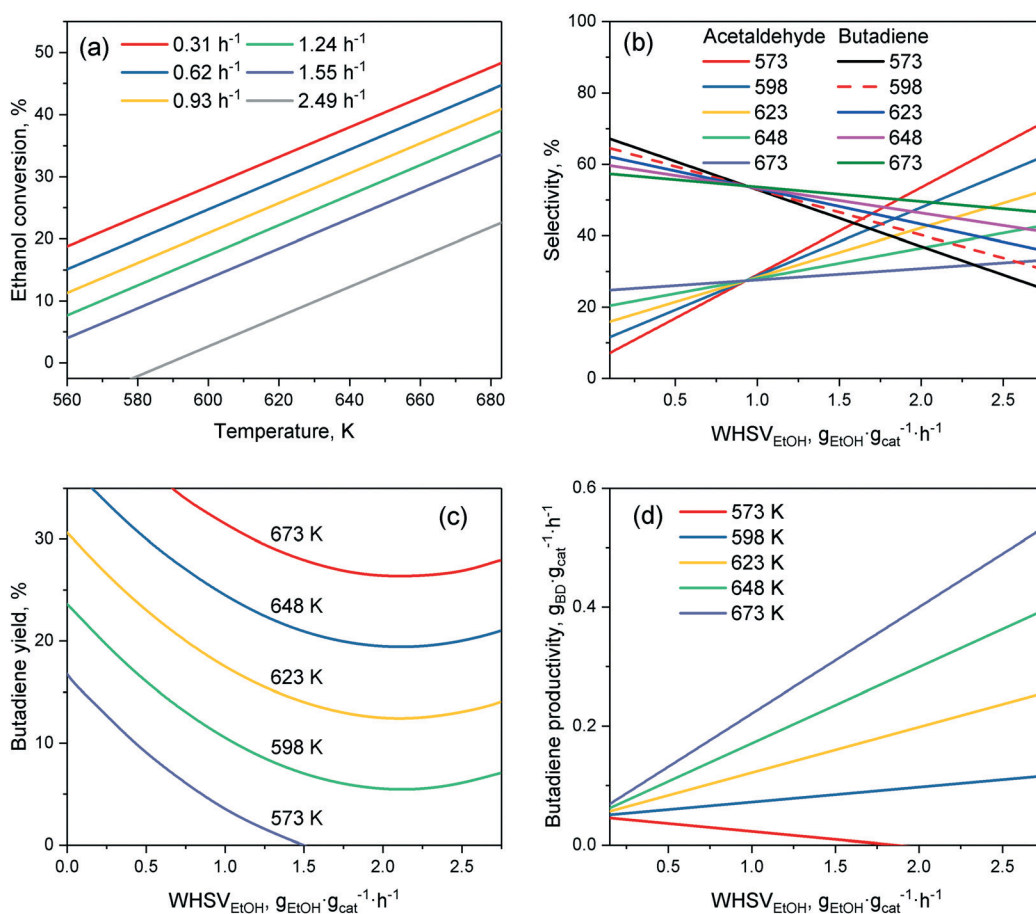 (a)
0.31 h⁻¹
1.24 h⁻¹
0.62 h⁻¹
1.55 h⁻¹
0.93 h⁻¹
2.49 h⁻¹
Ethanol conversion, %
50
40
30
20
10
0
560 580 600 620 640 660 680
Temperature, K
(b)
Acetaldehyde Butadiene
573 573
598 598
623 623
648 648
673 673
Selectivity, %
100
80
60
40
20
0
0.5 1.0 1.5 2.0 2.5
WHSV_EtOH, g_EtOH·g_cat⁻¹·h⁻¹
(c)
673 K
648 K
623 K
598 K
573 K
Butadiene yield, %
30
20
10
0
0.0 0.5 1.0 1.5 2.0 2.5
WHSV_EtOH, g_EtOH·g_cat⁻¹·h⁻¹
(d)
573 K
598 K
623 K
648 K
673 K
Butadiene productivity, g_BD·g_cat⁻¹·h⁻¹
0.6
0.4
0.2
0.0
0.5 1.0 1.5 2.0 2.5
WHSV_EtOH, g_EtOH·g_cat⁻¹·h⁻¹